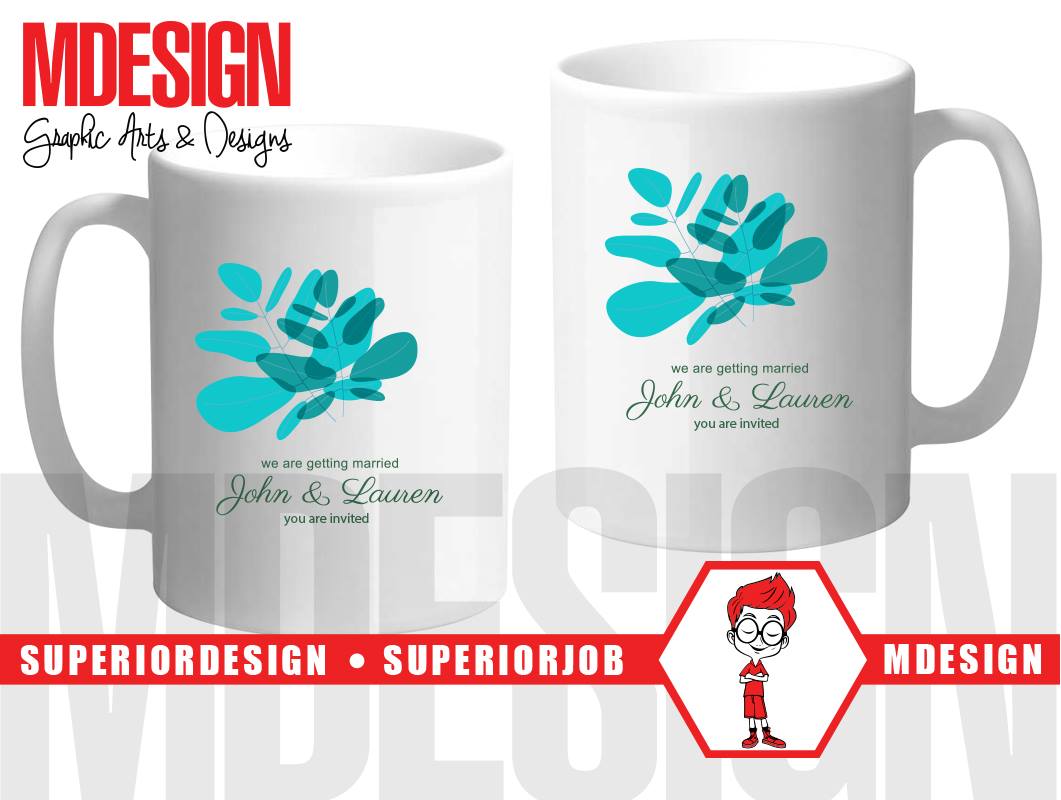 MDESIGN
Graphic Arts & Designs
we are getting married
John & Lauren
you are invited
we are getting married
John & Lauren
you are invited
MDESIGN
SUPERIORDESIGN • SUPERIORJOB
MDESIGN